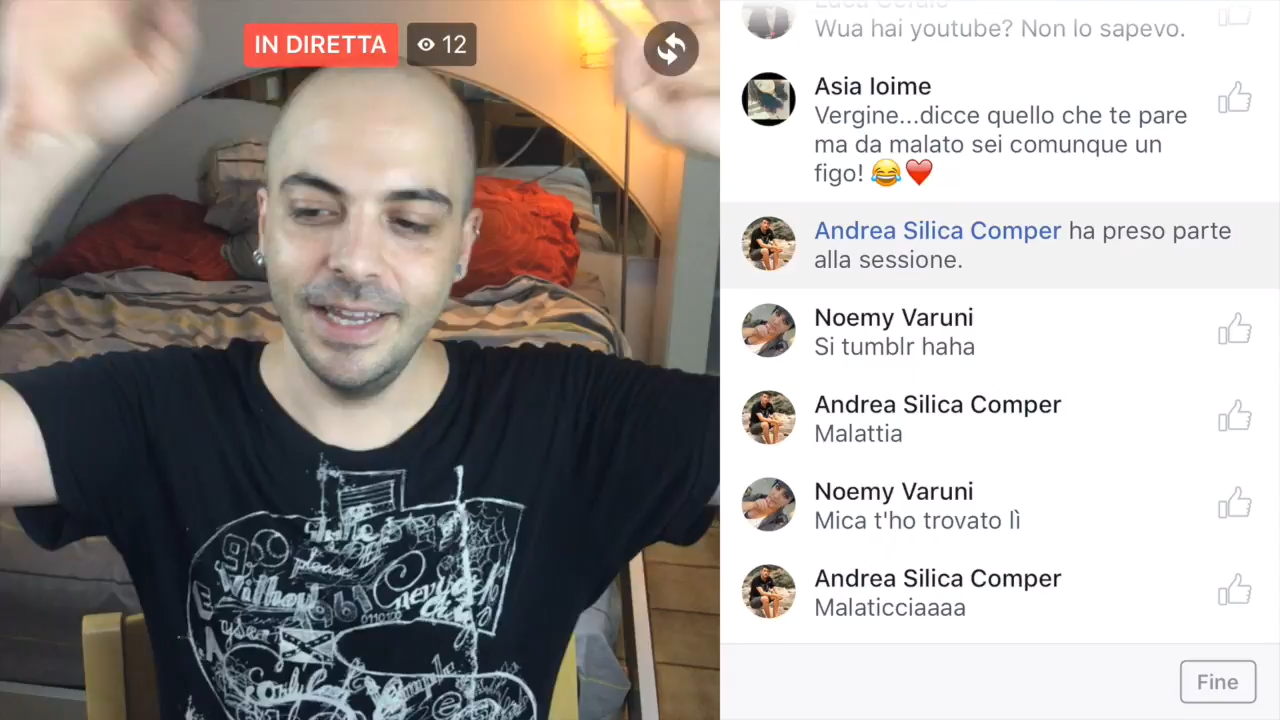 IN DIRETTA
12
Wua hai youtube? Non lo sapevo.
Asia Ioime
Vergine...dicce quello che te pare
ma da malato sei comunque un
figo! 😂❤️
Andrea Silica Comper ha preso parte
alla sessione.
Noemy Varuni
Si tumblr haha
Andrea Silica Comper
Malattia
Noemy Varuni
Mica t'ho trovato lì
Andrea Silica Comper
Malaticciaaaa
Fine